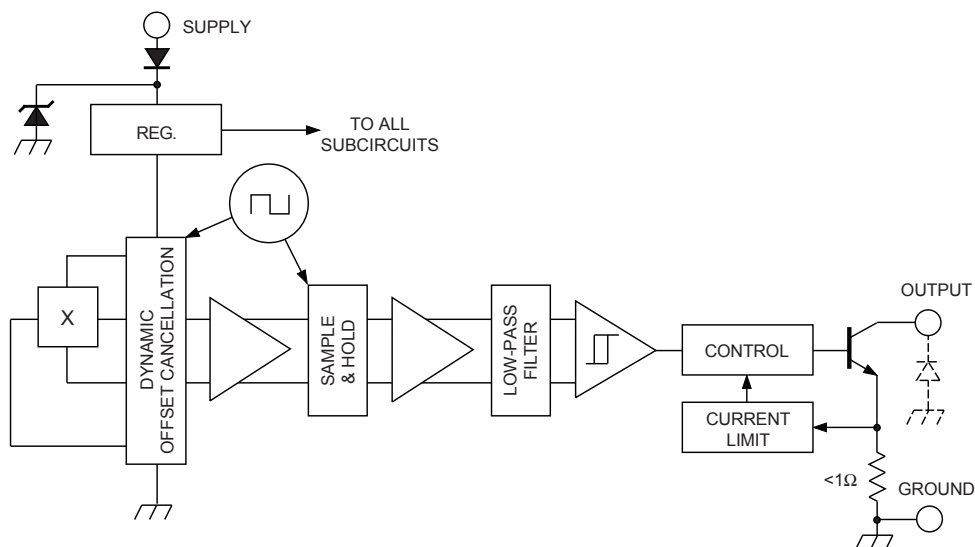 SUPPLY
REG.
TO ALL
SUBCIRCUITS
X
DYNAMIC
OFFSET CANCELLATION
SAMPLE
& HOLD
LOW-PASS
FILTER
CONTROL
CURRENT
LIMIT
OUTPUT
<1Ω
GROUND